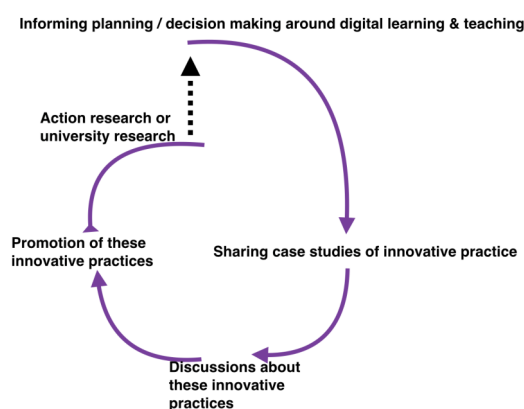 Informing planning / decision making around digital learning & teaching
Action research or
university research
Promotion of these
innovative practices
Sharing case studies of innovative practice
Discussions about
these innovative
practices